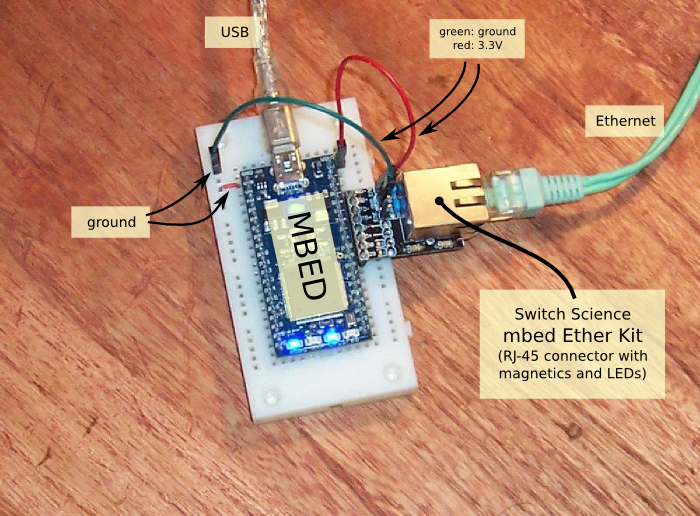 USB
green: ground
red: 3.3V
Ethernet
ground
MBED
Switch Science
mbed Ether Kit
(RJ-45 connector with
magnetics and LEDs)